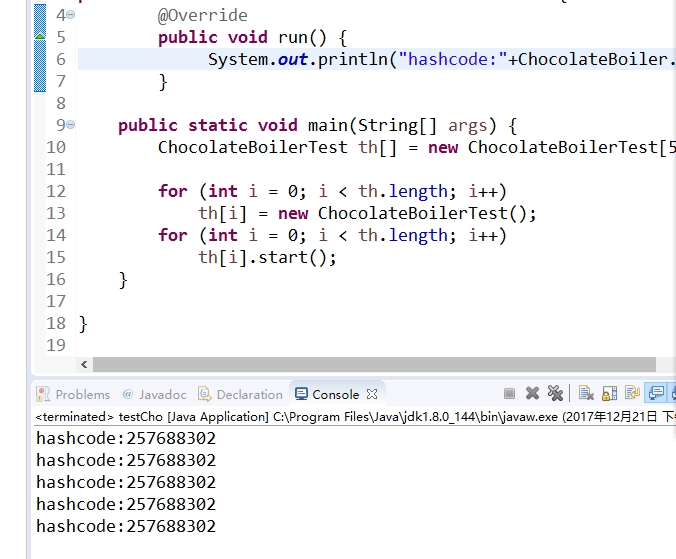 4 @Override
5 public void run() {
6 System.out.println("hashcode:"+ChocolateBoiler.
7 }
8
9 public static void main(String[] args) {
10 ChocolateBoilerTest th[] = new ChocolateBoilerTest[5
11
12 for (int i = 0; i < th.length; i++)
13 th[i] = new ChocolateBoilerTest();
14 for (int i = 0; i < th.length; i++)
15 th[i].start();
16 }
17
18 }
19
Problems @ Javadoc Declaration Console
<terminated> testCho [Java Application] C:\Program Files\Java\jdk1.8.0_144\bin\javaw.exe (2017年12月21日 下
hashcode:257688302
hashcode:257688302
hashcode:257688302
hashcode:257688302
hashcode:257688302